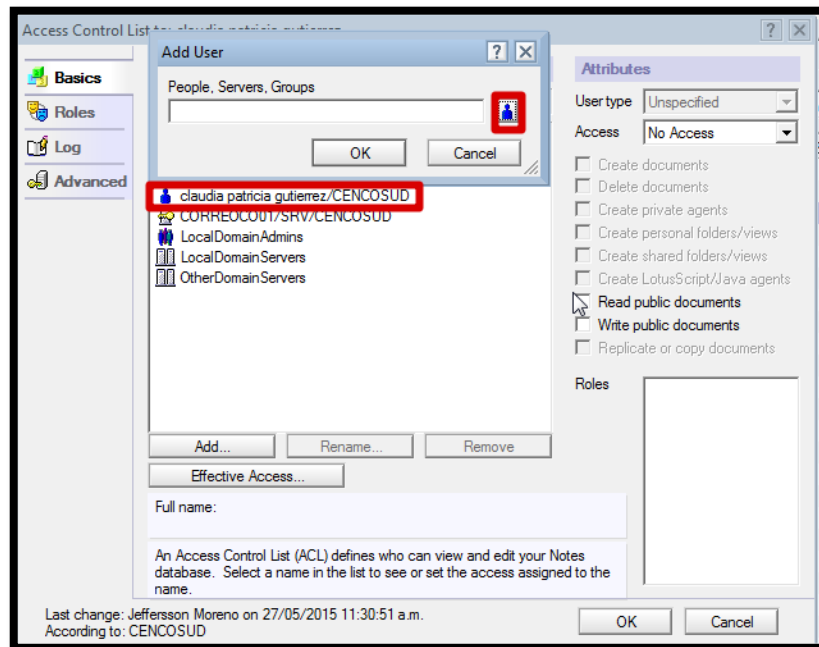 Access Control List to: claudia patricia gutierrez
Add User
People, Servers, Groups
OK
Cancel
Basics
Roles
Log
Advanced
claudia patricia gutierrez/CENCOSUD
CORREOCO01/SRV/CENCOSUD
LocalDomainAdmins
LocalDomainServers
OtherDomainServers
Add...
Rename...
Remove
Effective Access...
Full name:
An Access Control List (ACL) defines who can view and edit your Notes
database. Select a name in the list to see or set the access assigned to the
name.
Attributes
User type
Unspecified
Access
No Access
Create documents
Delete documents
Create private agents
Create personal folders/views
Create shared folders/views
Create LotusScript/Java agents
Read public documents
Write public documents
Replicate or copy documents
Roles
Last change: Jeffersson Moreno on 27/05/2015 11:30:51 a.m.
According to: CENCOSUD
OK
Cancel